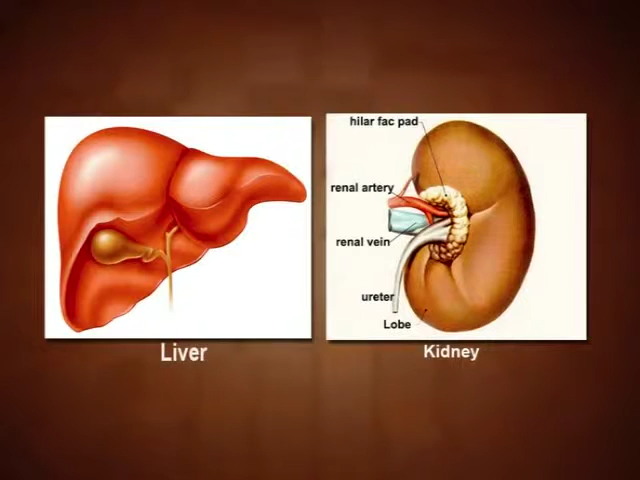 hilar fac pad
renal artery
renal vein
ureter
Lobe
Liver
Kidney